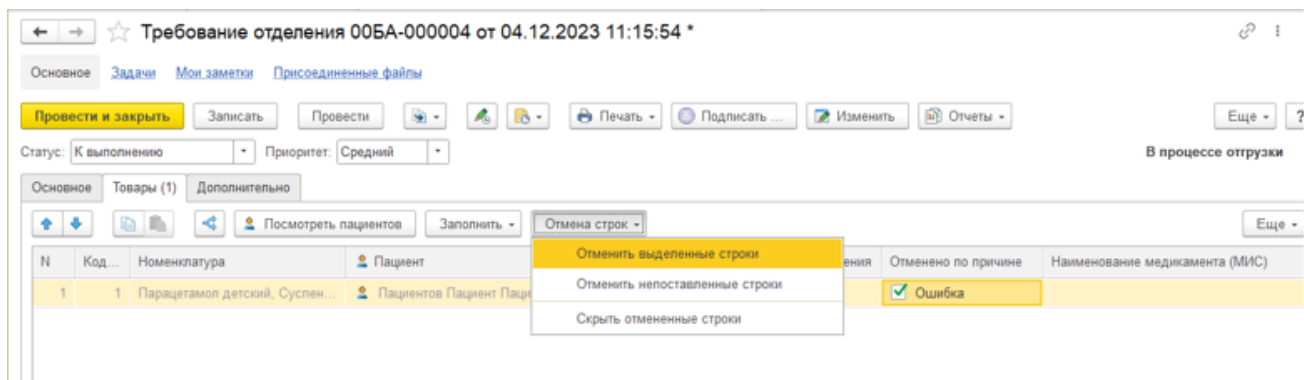 Требование отделения 00БА-000004 от 04.12.2023 11:15:54 *
Основное Задачи Мои заметки Присоединенные файлы
Провести и закрыть Записать Провести Печать Подписать ... Изменить Отчеты Еще ?
Статус: К выполнению Приоритет: Средний В процессе отгрузки
Основное Товары (1) Дополнительно
Посмотреть пациентов Заполнить Отмена строк Еще
N Код... Номенклатура Пациент ения Отменено по причине Наименование медикамента (МИС)
1 1 Парацетамол детский, Суспен... Пациентов Пациент Паци Ошибка
Отменить выделенные строки
Отменить непоставленные строки
Скрыть отмененные строки